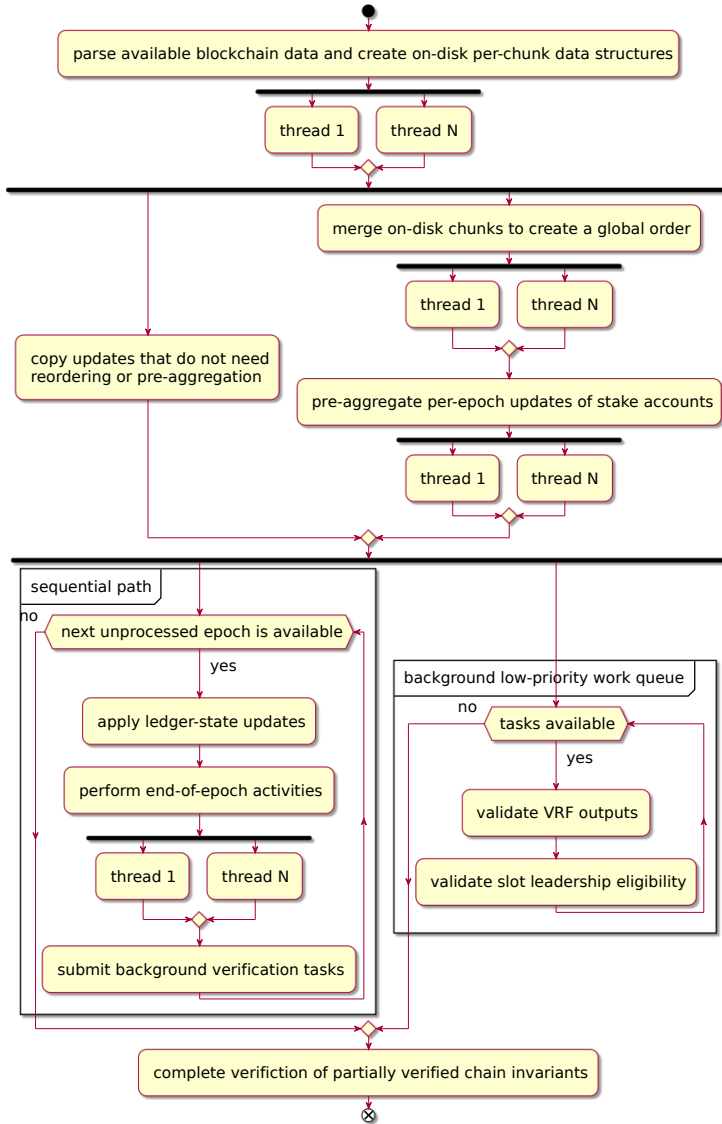 parse available blockchain data and create on-disk per-chunk data structures
thread 1
thread N
merge on-disk chunks to create a global order
thread 1
thread N
copy updates that do not need
reordering or pre-aggregation
pre-aggregate per-epoch updates of stake accounts
thread 1
thread N
sequential path
no
next unprocessed epoch is available
yes
apply ledger-state updates
perform end-of-epoch activities
thread 1
thread N
submit background verification tasks
background low-priority work queue
no
tasks available
yes
validate VRF outputs
validate slot leadership eligibility
complete verifiction of partially verified chain invariants